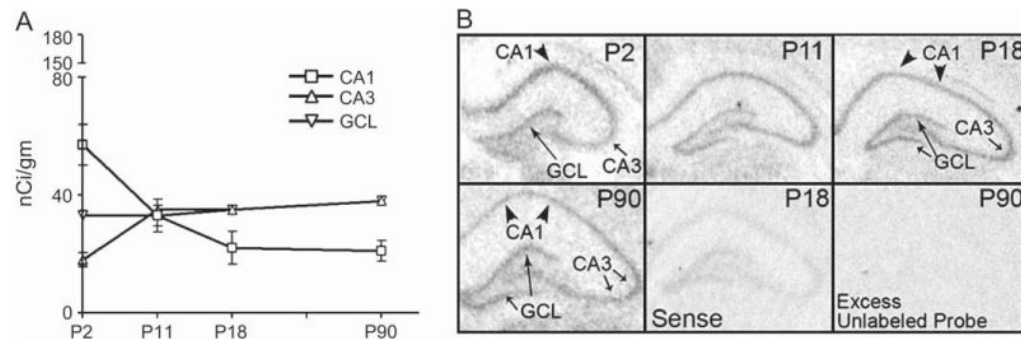 A
180
150
80
40
0
nCi/gm
CA1
CA3
GCL
P2
P11
P18
P90
B
CA1
P2
GCL
CA3
P11
CA1
P18
CA3
GCL
P90
CA1
CA3
GCL
P18
Sense
P90
Excess
Unlabeled Probe